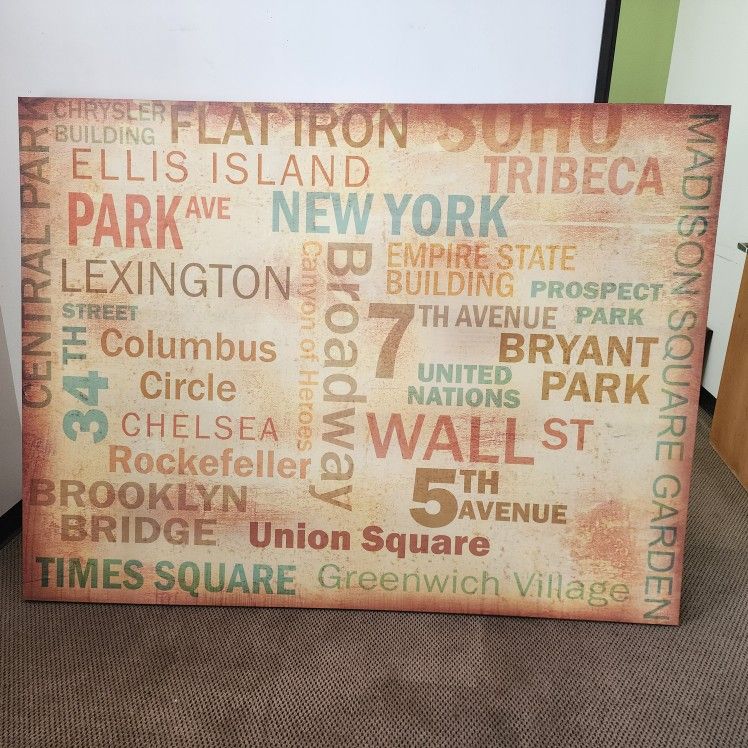 CENTRAL PARK
CHRYSLER
BUILDING
FLAT IRON
SOHO
ELLIS ISLAND
TRIBECA
PARK AVE
NEW YORK
MADISON SQUARE GARDEN
LEXINGTON
Canyon of Heroes
Broadway
EMPIRE STATE
BUILDING
PROSPECT
PARK
34TH
STREET
7TH AVENUE
Columbus
Circle
BRYANT
PARK
UNITED
NATIONS
CHELSEA
WALL ST
Rockefeller
BROOKLYN
BRIDGE
5TH
AVENUE
Union Square
TIMES SQUARE
Greenwich Village